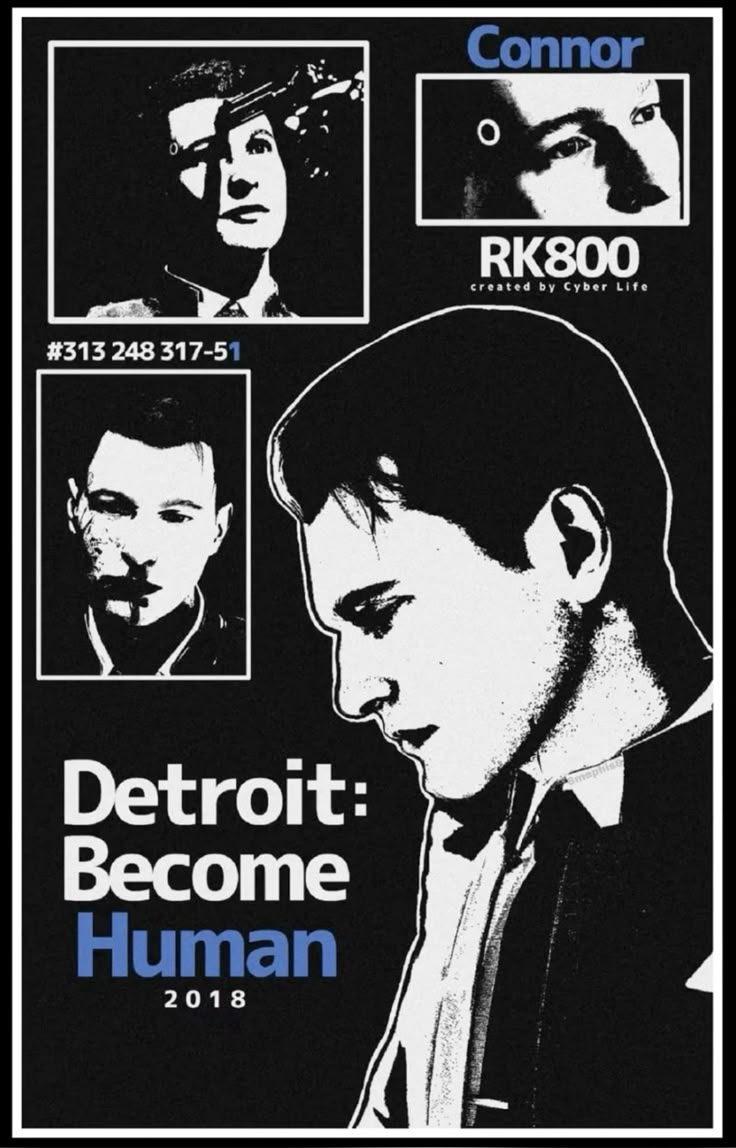 Connor
RK800
created by Cyber Life
#313 248 317-51
Detroit:
Become
Human
2018